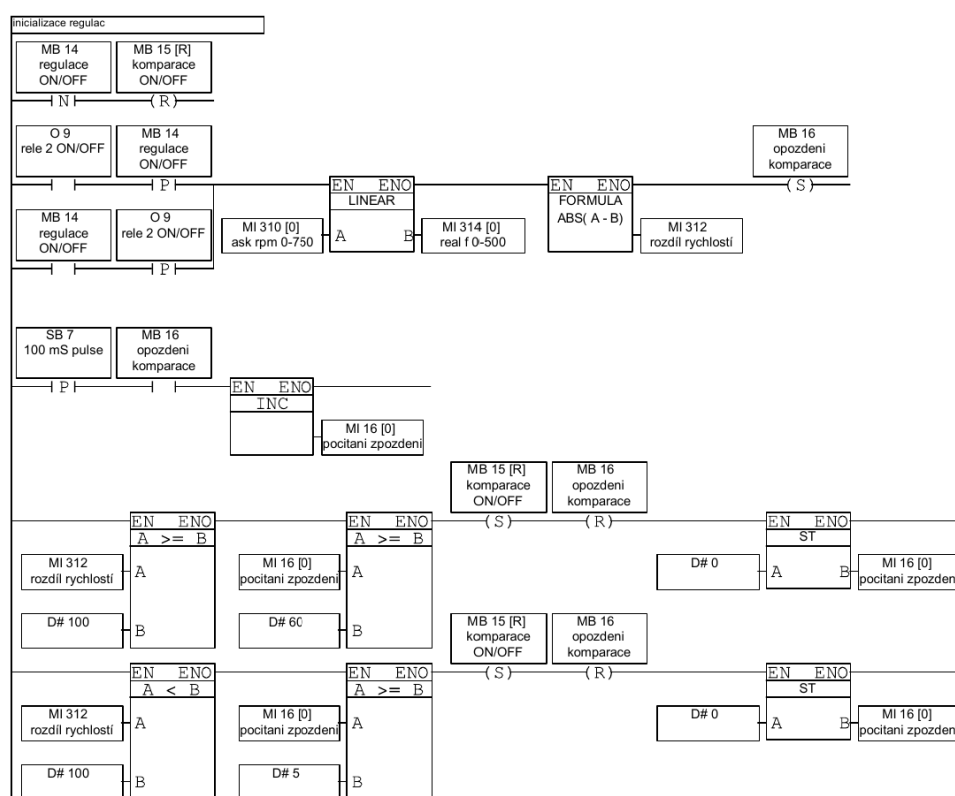 inicializace regulac
MB 14
regulace
ON/OFF
MB 15 [R]
komparace
ON/OFF
N
(R)
O 9
rele 2 ON/OFF
MB 14
regulace
ON/OFF
MB 16
opozdeni
komparace
P
EN ENO
LINEAR
EN ENO
FORMULA
ABS( A - B)
(S)
MB 14
regulace
ON/OFF
O 9
rele 2 ON/OFF
MI 310 [0]
ask rpm 0-750
A
B
MI 314 [0]
real f 0-500
MI 312
rozdíl rychlostí
P
SB 7
100 mS pulse
MB 16
opozdeni
komparace
P
EN ENO
INC
MI 16 [0]
pocitani zpozdeni
MB 15 [R]
komparace
ON/OFF
MB 16
opozdeni
komparace
EN ENO
A >= B
EN ENO
A >= B
(S)
(R)
EN ENO
ST
MI 312
rozdíl rychlostí
A
MI 16 [0]
pocitani zpozdeni
A
D# 0
A
B
MI 16 [0]
pocitani zpozdeni
D# 100
B
D# 60
B
MB 15 [R]
komparace
ON/OFF
MB 16
opozdeni
komparace
EN ENO
A < B
EN ENO
A >= B
(S)
(R)
EN ENO
ST
MI 312
rozdíl rychlostí
A
MI 16 [0]
pocitani zpozdeni
A
D# 0
A
B
MI 16 [0]
pocitani zpozdeni
D# 100
B
D# 5
B